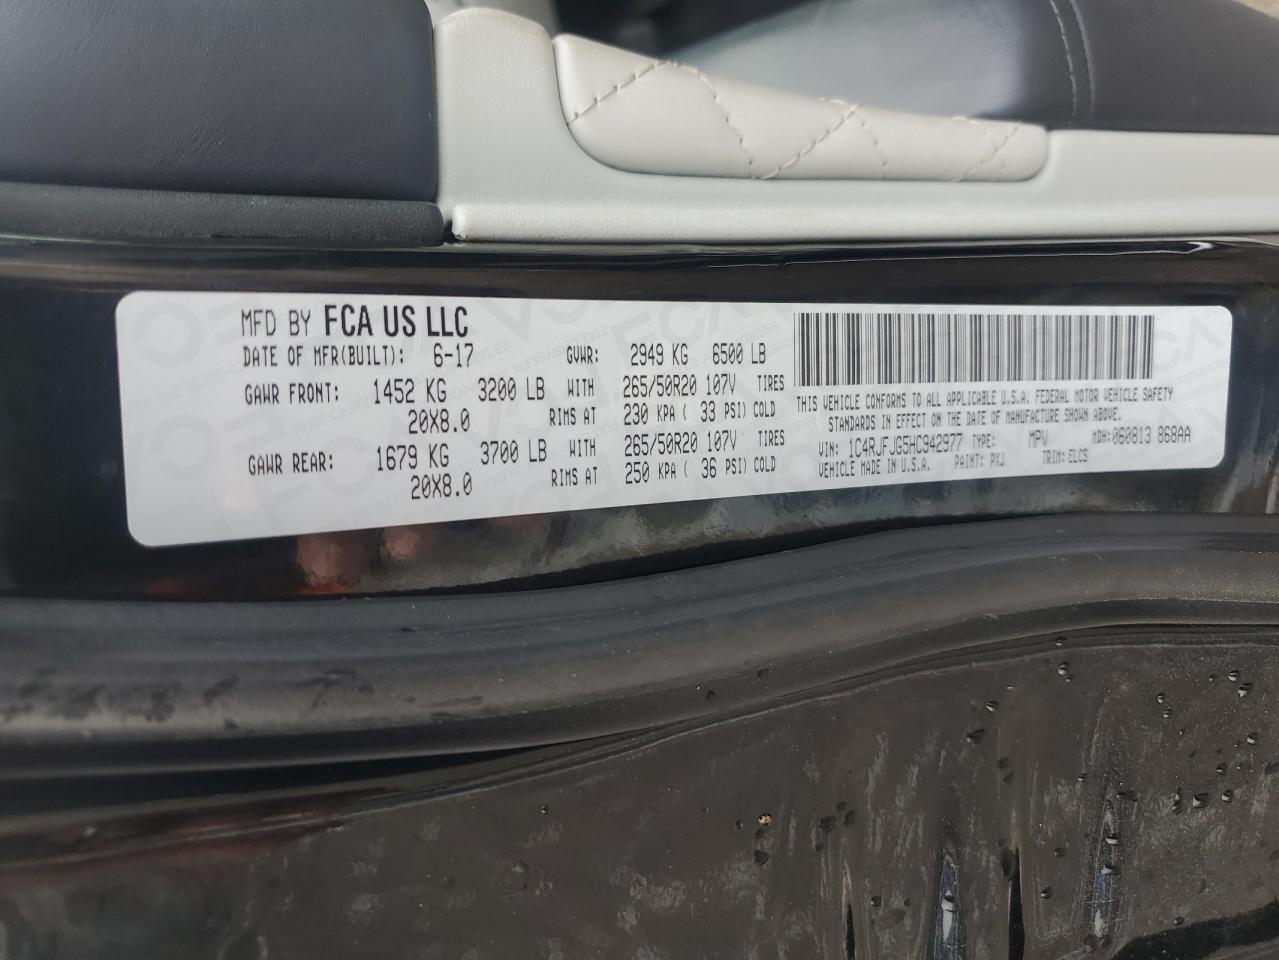 MFD BY FCA US LLC
DATE OF MFR(BUILT): 6-17 GVWR: 2949 KG 6500 LB
GAWR FRONT: 1452 KG 3200 LB WITH 265/50R20 107V TIRES
20X8.0 RIMS AT 230 KPA ( 33 PSI) COLD
GAWR REAR: 1679 KG 3700 LB WITH 265/50R20 107V TIRES
20X8.0 RIMS AT 250 KPA ( 36 PSI) COLD
THIS VEHICLE CONFORMS TO ALL APPLICABLE U.S.A. FEDERAL MOTOR VEHICLE SAFETY
STANDARDS IN EFFECT ON THE DATE OF MANUFACTURE SHOWN ABOVE.
VIN: 1C4RJFJG5HC942977 TYPE: MPV MDH: 060813 868AA
VEHICLE MADE IN U.S.A. PAINT: PXJ TRIM: ELCS